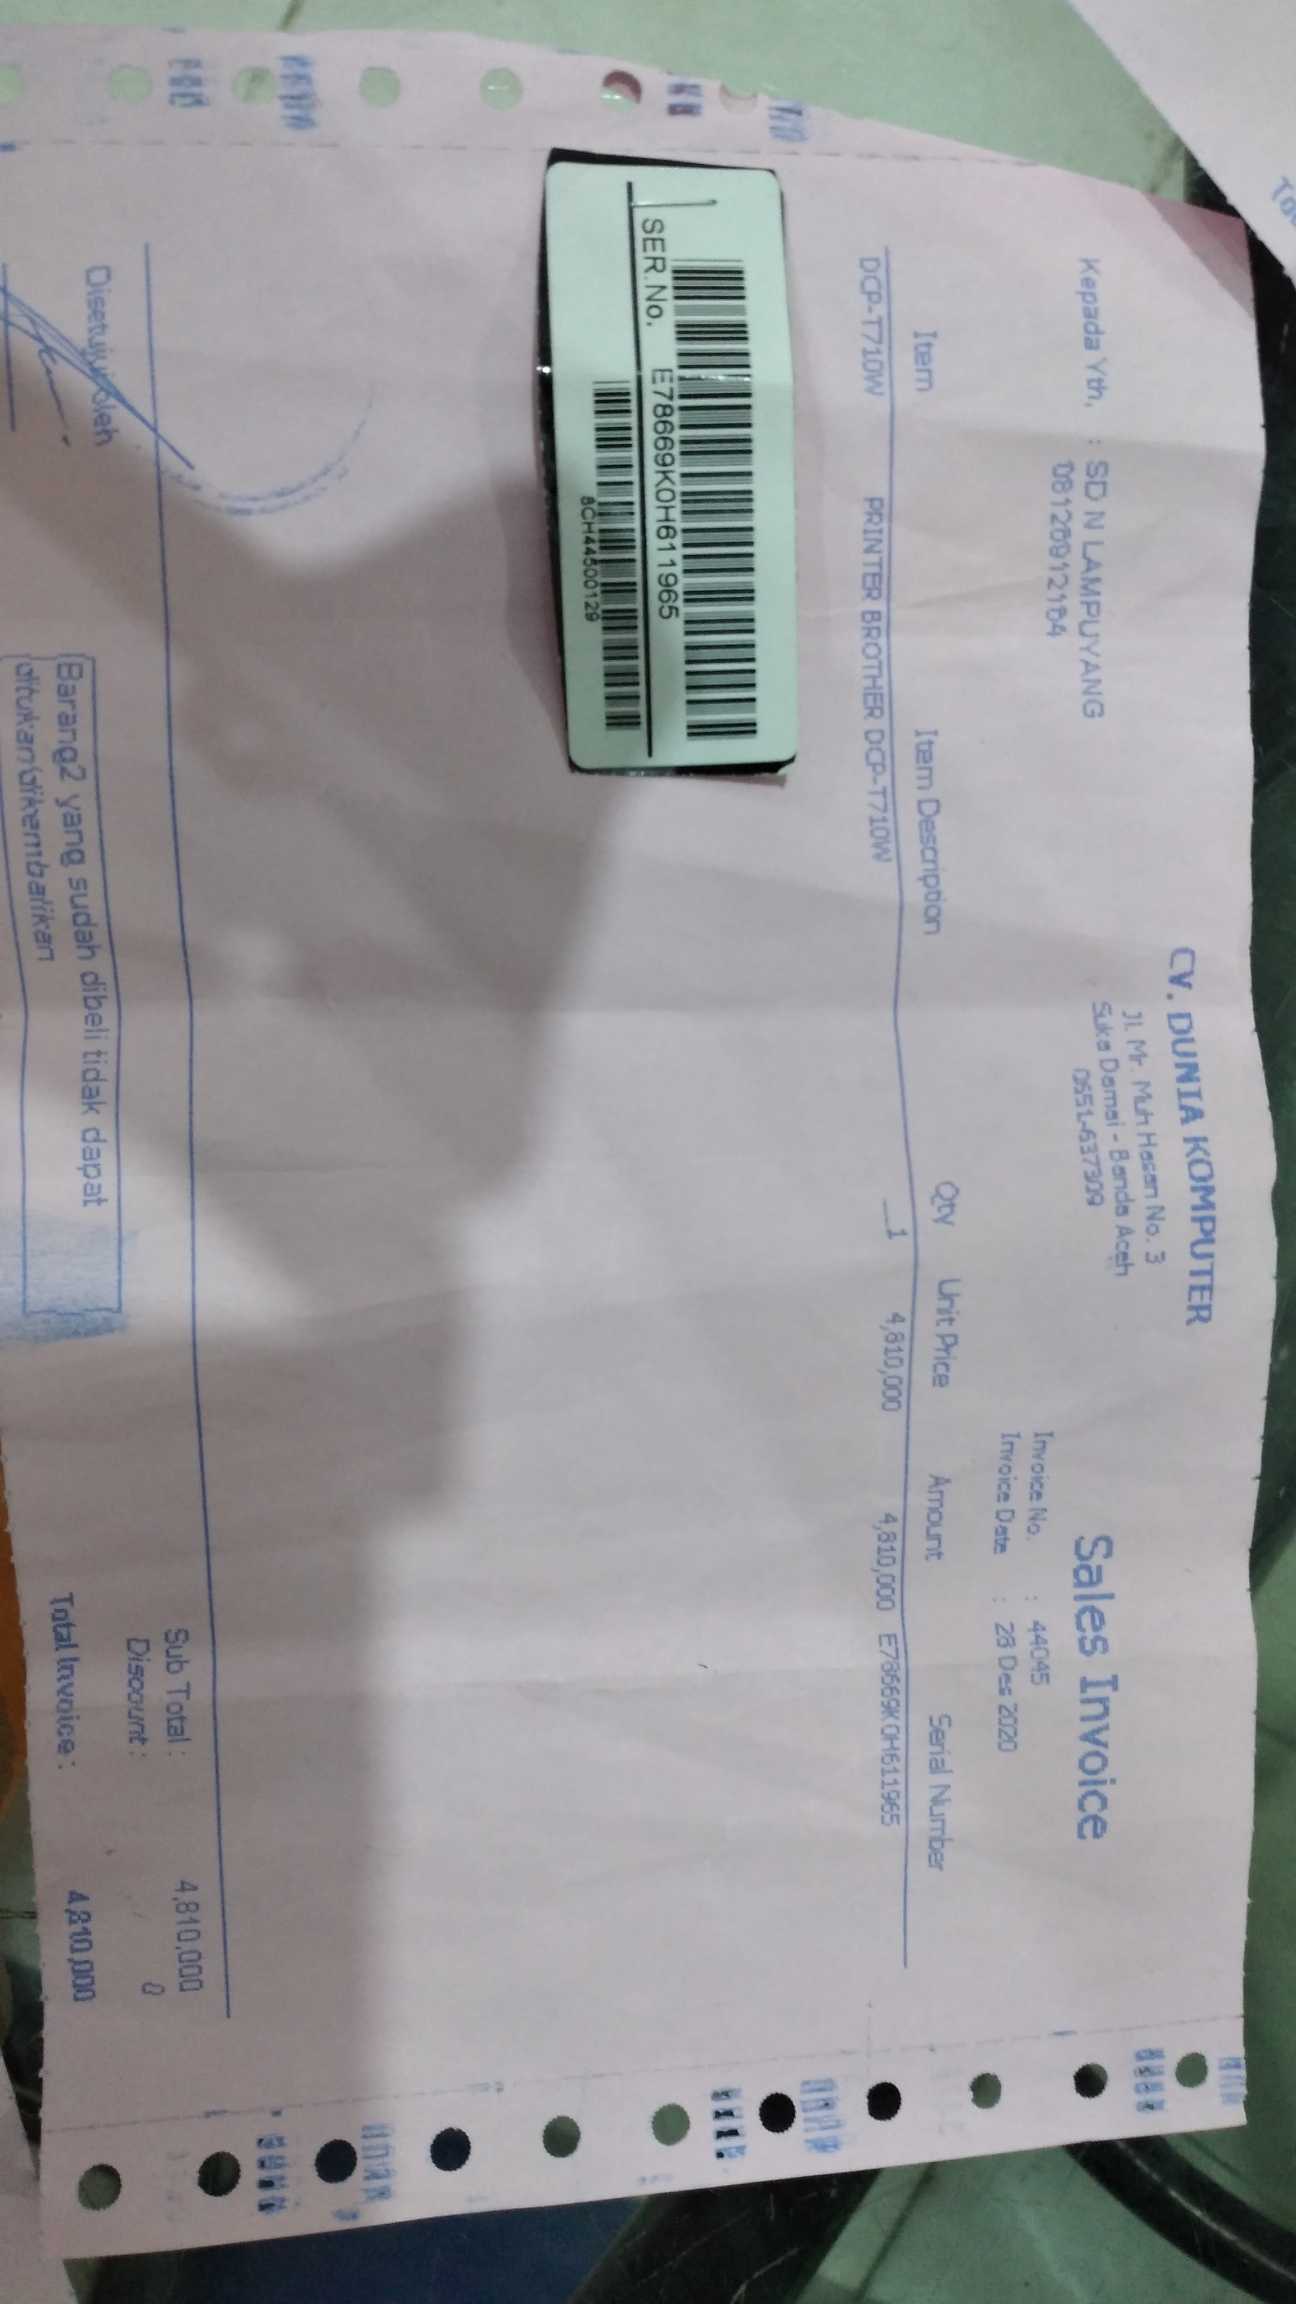 CV. DUNIA KOMPUTER
Jl. Mr. Muh Hasan No. 3
Suka Damai - Banda Aceh
0651-637309
Sales Invoice
Kepada Yth, : SD N LAMPUYANG
Invoice No. : 44045
Invoice Date : 28 Des 2020
Item Item Description Qty Unit Price Amount Serial Number
DCP-T710W PRINTER BROTHER DCP-T710W 1 4,810,000 4,810,000 E78669K0H611965
SER.No. E78669K0H611965
8CH44500129
Sub Total : 4,810,000
Discount : 0
Total Invoice : 4,810,000
Disetujui oleh
Barang2 yang sudah dibeli tidak dapat
ditukar/dikembalikan